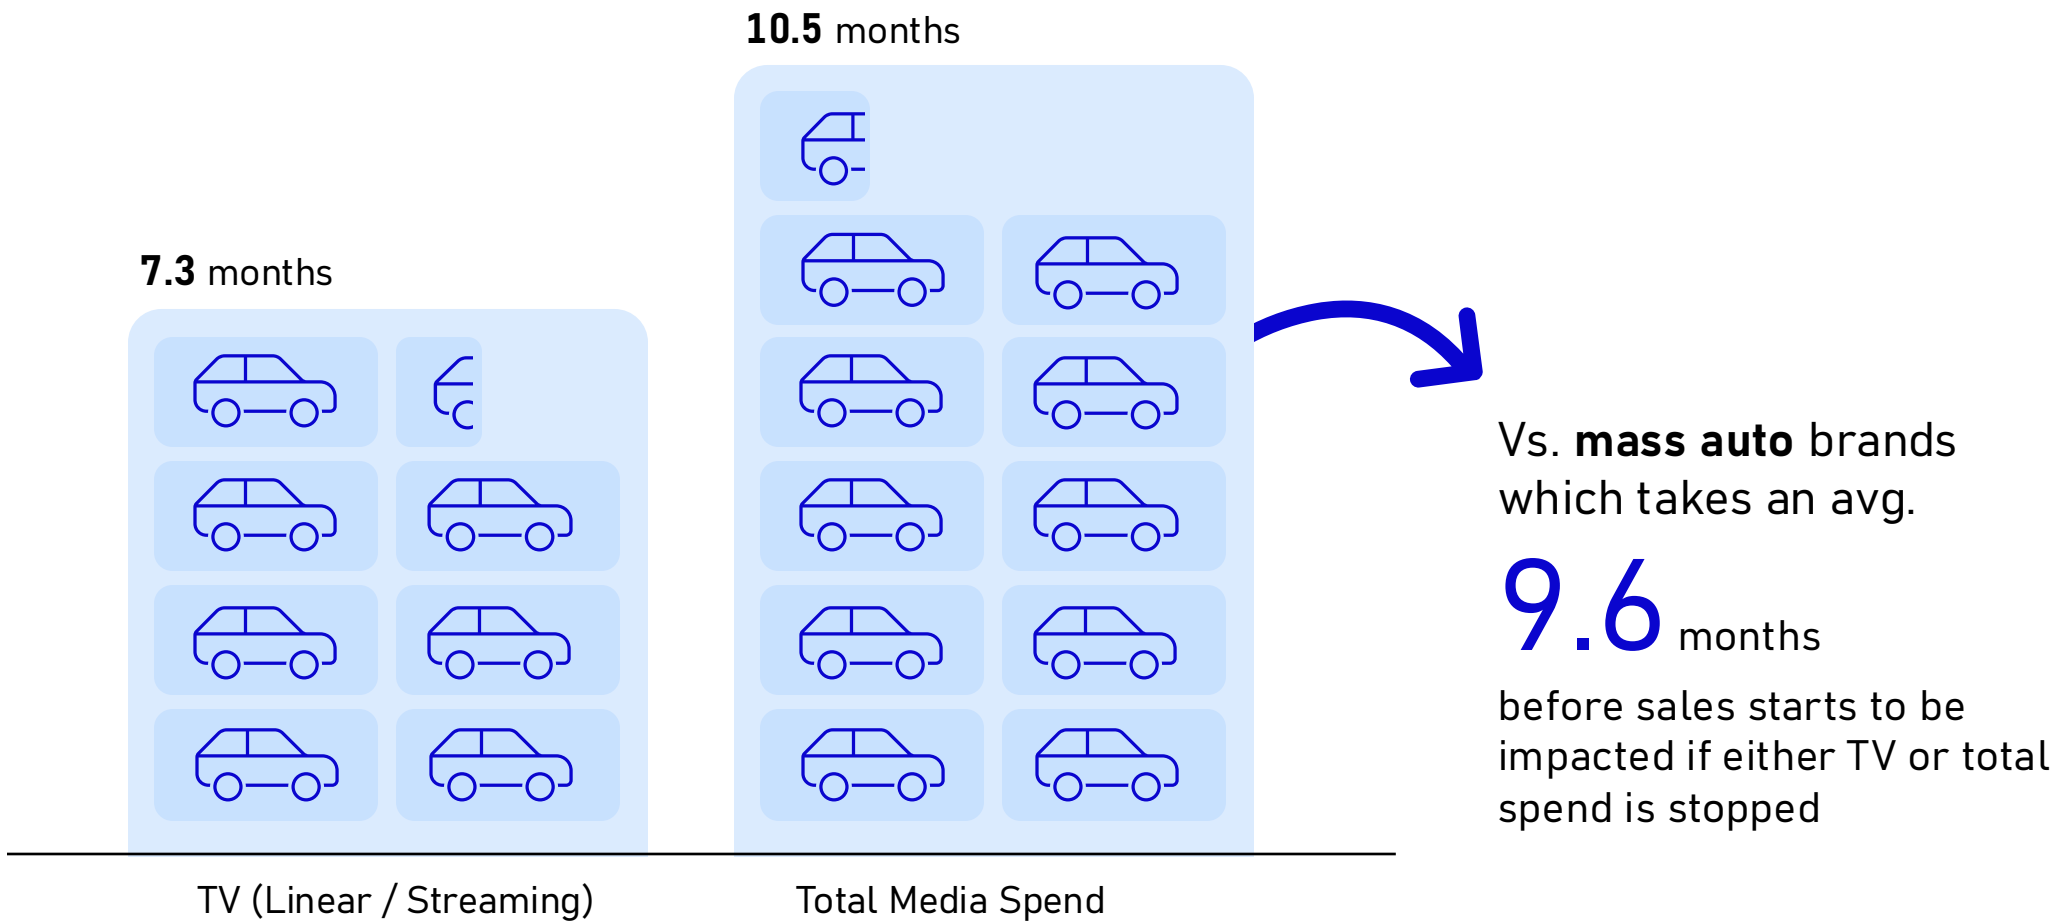 10.5 months
7.3 months
Vs. mass auto brands
which takes an avg.
9.6 months
before sales starts to be
impacted if either TV or total
spend is stopped
TV (Linear / Streaming)
Total Media Spend